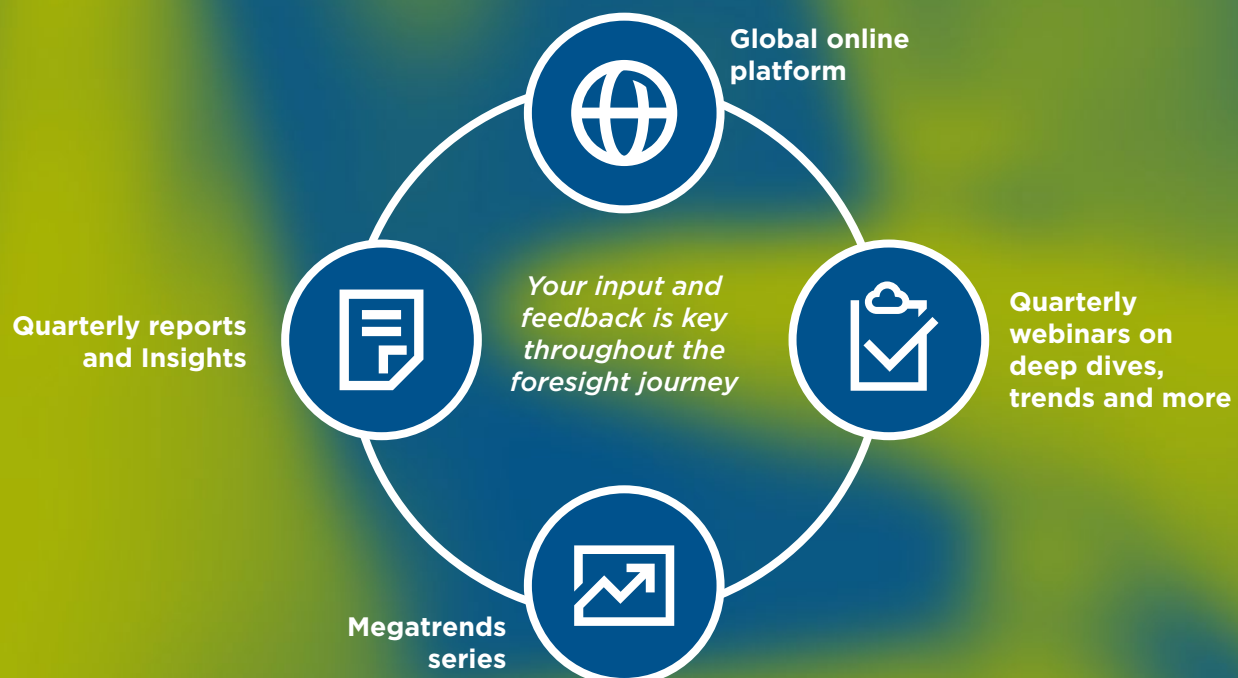 Global online
platform
Quarterly reports
and Insights
Your input and
feedback is key
throughout the
foresight journey
Quarterly
webinars on
deep dives,
trends and more
Megatrends
series